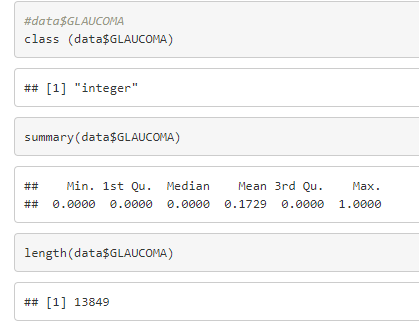 #data$GLAUCOMA
class (data$GLAUCOMA)
## [1] "integer"
summary(data$GLAUCOMA)
##    Min. 1st Qu.  Median    Mean 3rd Qu.    Max.
##  0.0000  0.0000  0.0000  0.1729  0.0000  1.0000
length(data$GLAUCOMA)
## [1] 13849